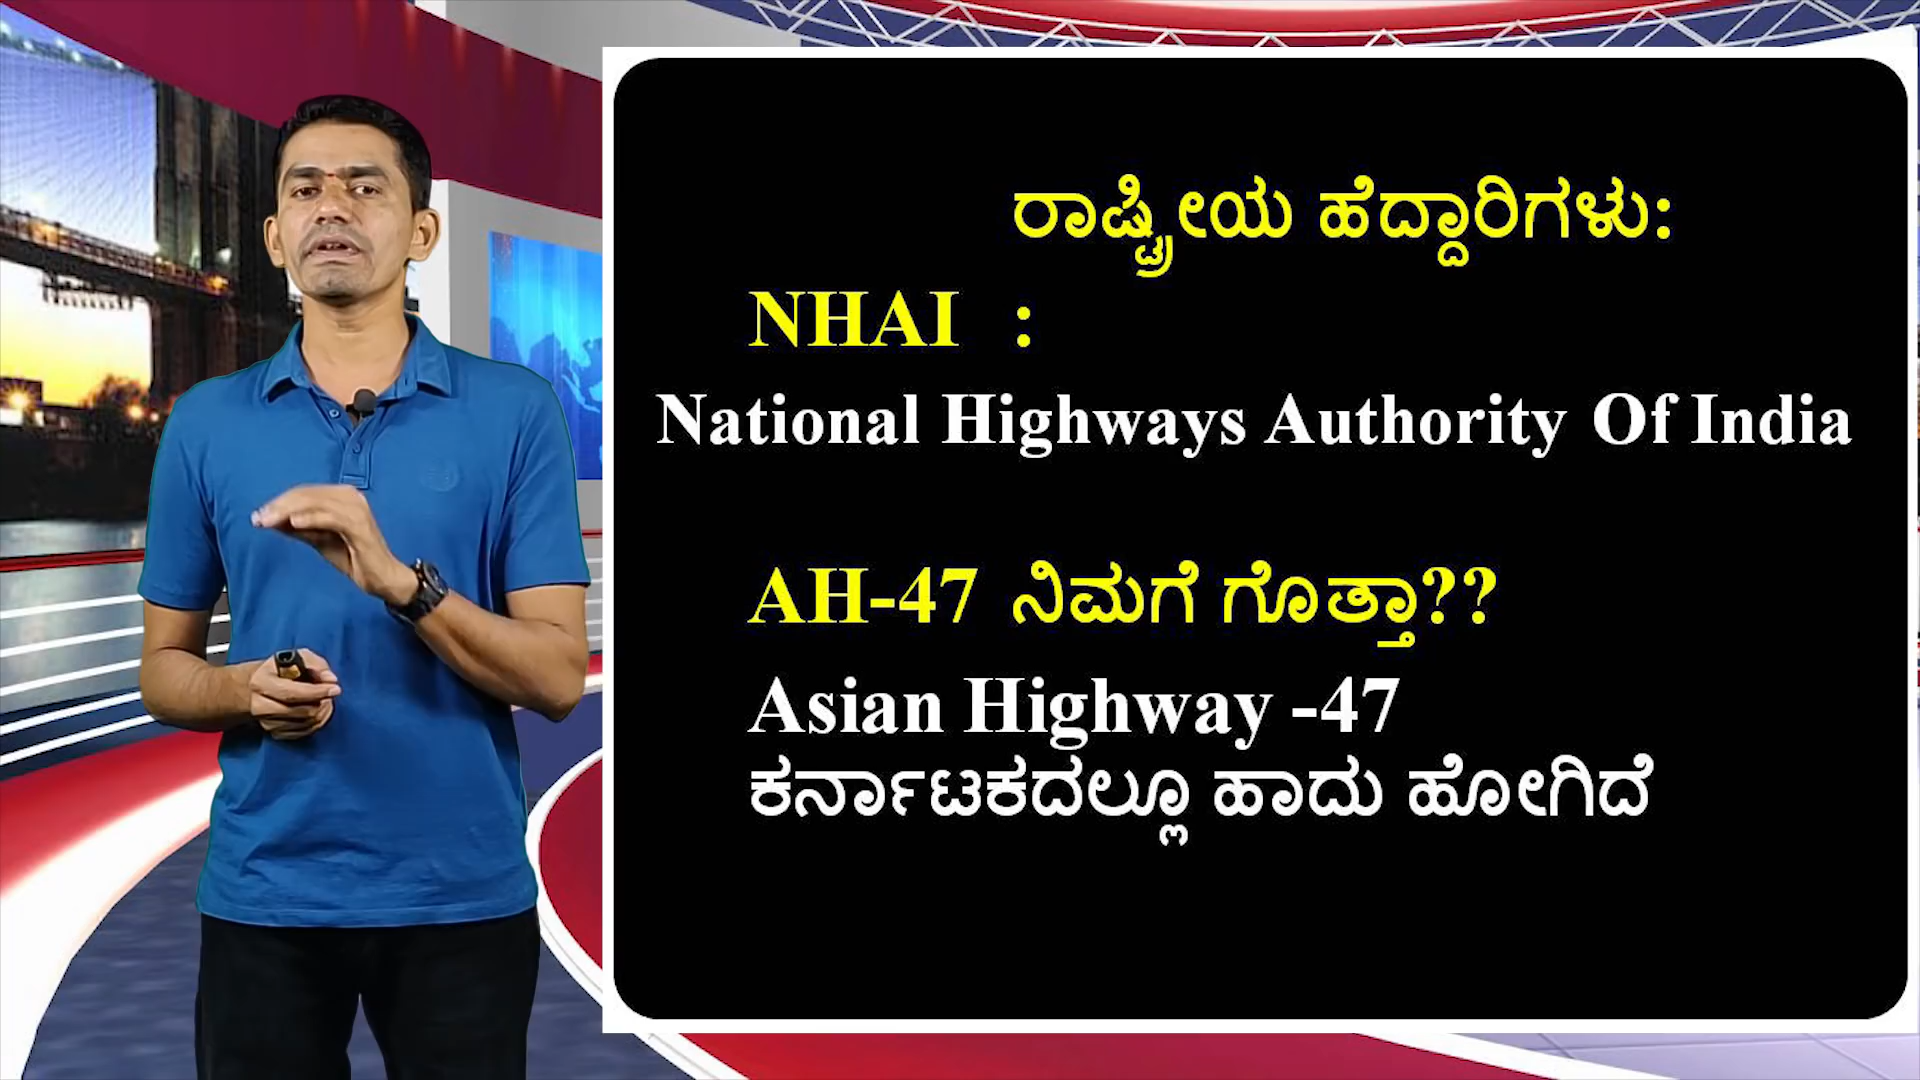 ರಾಷ್ಟ್ರೀಯ ಹೆದ್ದಾರಿಗಳು:
NHAI :
National Highways Authority Of India
AH-47 ನಿಮಗೆ ಗೊತ್ತಾ??
Asian Highway -47
ಕರ್ನಾಟಕದಲ್ಲೂ ಹಾದು ಹೋಗಿದೆ